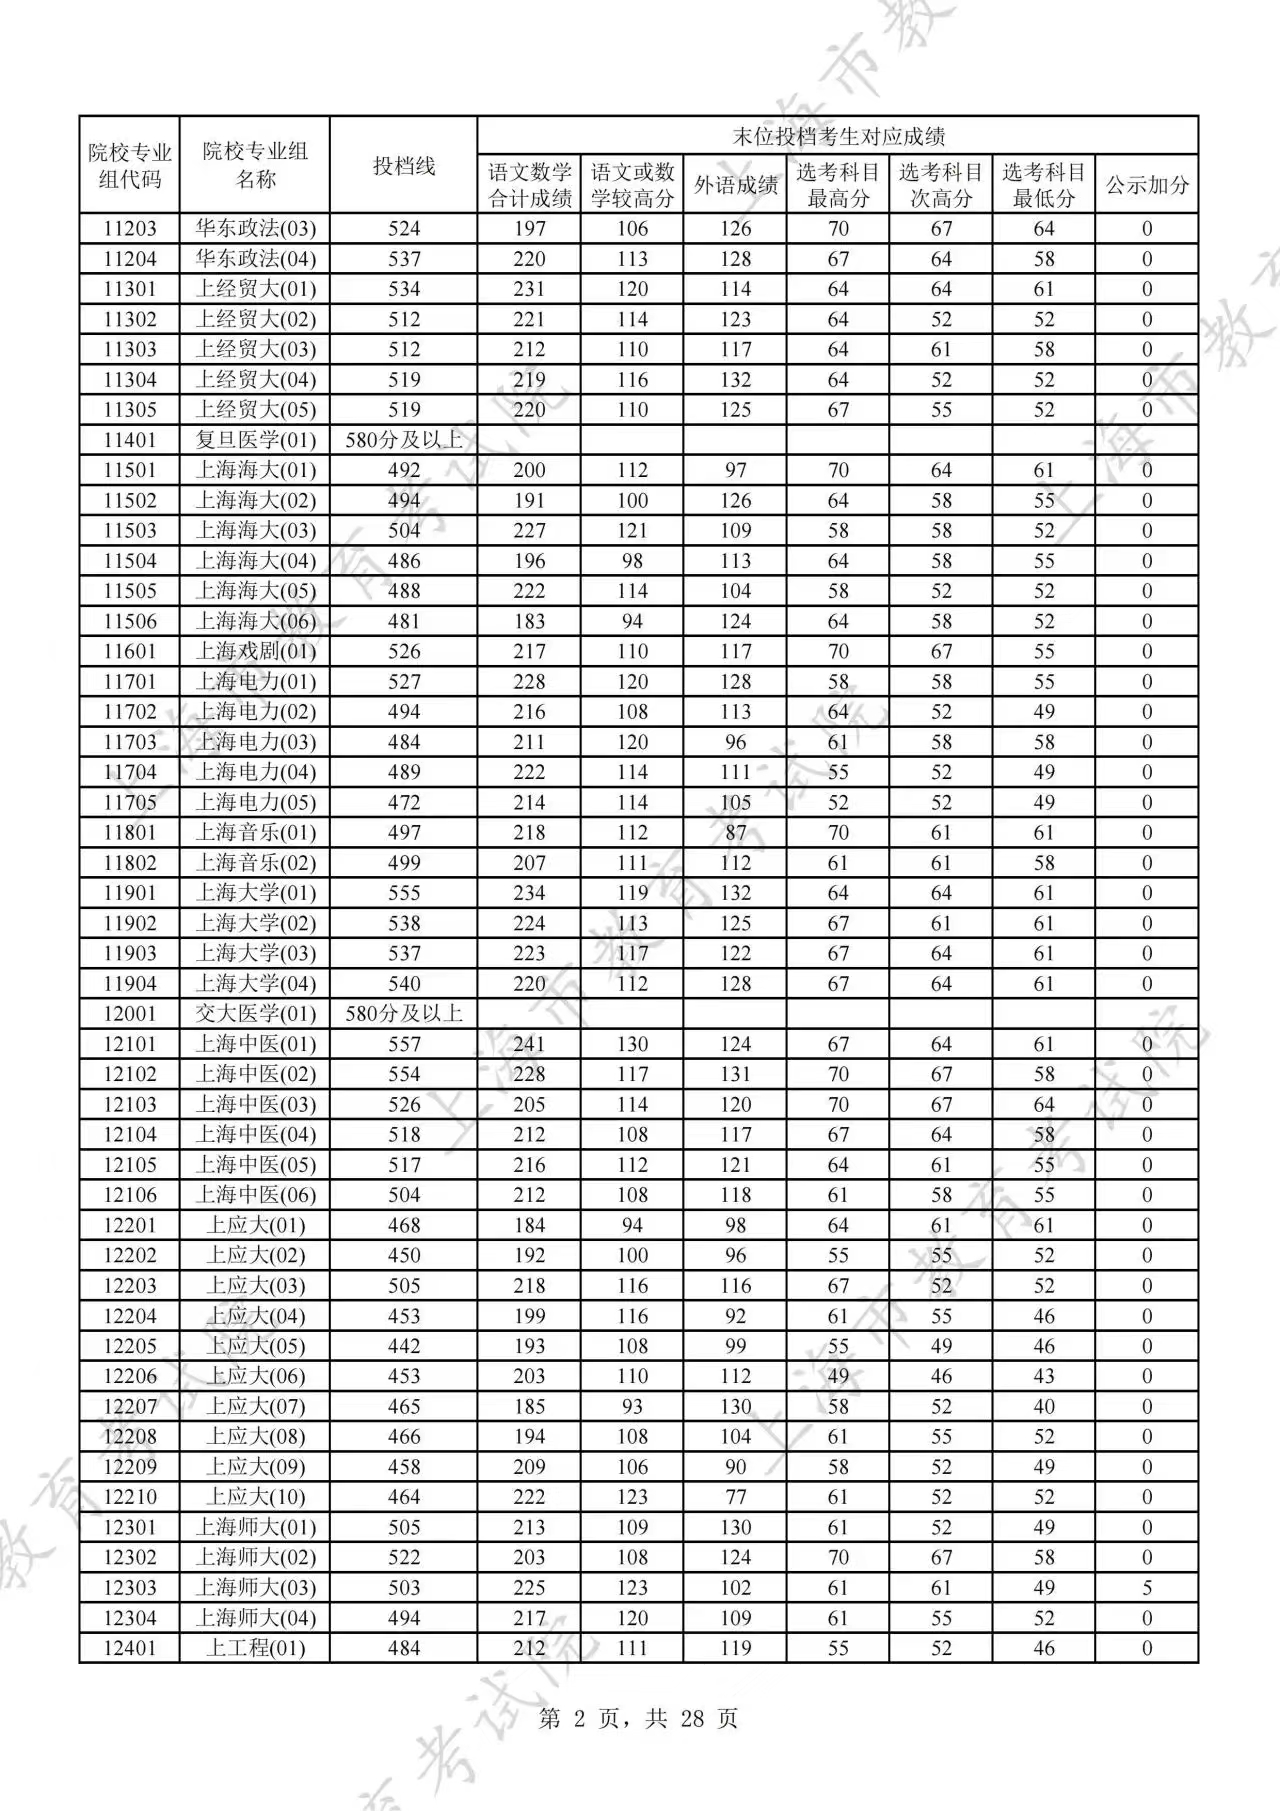 院校专业组代码 院校专业组名称 投档线 末位投档考生对应成绩
语文数学合计成绩 语文或数学较高分 外语成绩 选考科目最高分 选考科目次高分 选考科目最低分 公示加分
11203 华东政法(03) 524 197 106 126 70 67 64 0
11204 华东政法(04) 537 220 113 128 67 64 58 0
11301 上经贸大(01) 534 231 120 114 64 64 61 0
11302 上经贸大(02) 512 221 114 123 64 52 52 0
11303 上经贸大(03) 512 212 110 117 64 61 58 0
11304 上经贸大(04) 519 219 116 132 64 52 52 0
11305 上经贸大(05) 519 220 110 125 67 55 52 0
11401 复旦医学(01) 580分及以上
11501 上海海大(01) 492 200 112 97 70 64 61 0
11502 上海海大(02) 494 191 100 126 64 58 55 0
11503 上海海大(03) 504 227 121 109 58 58 52 0
11504 上海海大(04) 486 196 98 113 64 58 55 0
11505 上海海大(05) 488 222 114 104 58 52 52 0
11506 上海海大(06) 481 183 94 124 64 58 52 0
11601 上海戏剧(01) 526 217 110 117 70 67 55 0
11701 上海电力(01) 527 228 120 128 58 58 55 0
11702 上海电力(02) 494 216 108 113 64 52 49 0
11703 上海电力(03) 484 211 120 96 61 58 58 0
11704 上海电力(04) 489 222 114 111 55 52 49 0
11705 上海电力(05) 472 214 114 105 52 52 49 0
11801 上海音乐(01) 497 218 112 87 70 61 61 0
11802 上海音乐(02) 499 207 111 112 61 61 58 0
11901 上海大学(01) 555 234 119 132 64 64 61 0
11902 上海大学(02) 538 224 113 125 67 61 61 0
11903 上海大学(03) 537 223 117 122 67 64 61 0
11904 上海大学(04) 540 220 112 128 67 64 61 0
12001 交大医学(01) 580分及以上
12101 上海中医(01) 557 241 130 124 67 64 61 0
12102 上海中医(02) 554 228 117 131 70 67 58 0
12103 上海中医(03) 526 205 114 120 70 67 64 0
12104 上海中医(04) 518 212 108 117 67 64 58 0
12105 上海中医(05) 517 216 112 121 64 61 55 0
12106 上海中医(06) 504 212 108 118 61 58 55 0
12201 上应大(01) 468 184 94 98 64 61 61 0
12202 上应大(02) 450 192 100 96 55 55 52 0
12203 上应大(03) 505 218 116 116 67 52 52 0
12204 上应大(04) 453 199 116 92 61 55 46 0
12205 上应大(05) 442 193 108 99 55 49 46 0
12206 上应大(06) 453 203 110 112 49 46 43 0
12207 上应大(07) 465 185 93 130 58 52 40 0
12208 上应大(08) 466 194 108 104 61 55 52 0
12209 上应大(09) 458 209 106 90 58 52 49 0
12210 上应大(10) 464 222 123 77 61 52 52 0
12301 上海师大(01) 505 213 109 130 61 52 49 0
12302 上海师大(02) 522 203 108 124 70 67 58 0
12303 上海师大(03) 503 225 123 102 61 61 49 5
12304 上海师大(04) 494 217 120 109 61 55 52 0
12401 上工程(01) 484 212 111 119 55 52 46 0
第 2 页，共 28 页
上海市教育考试院